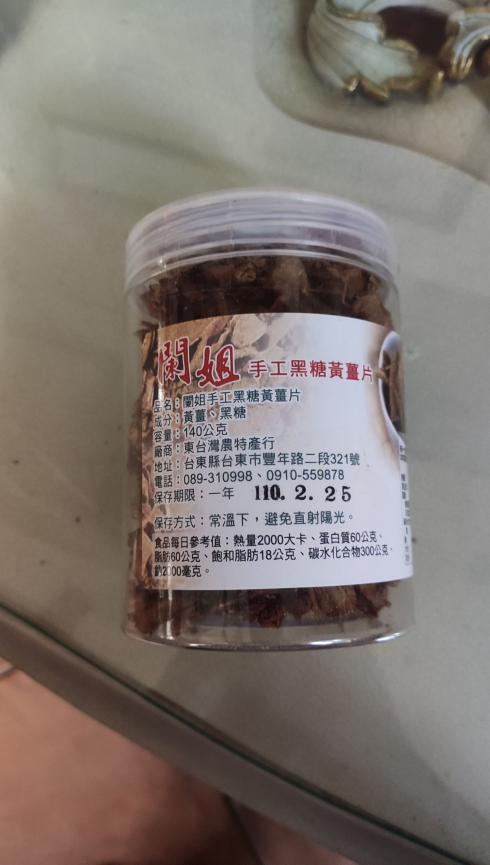 闌姐 手工黑糖黃薑片
品名：闌姐手工黑糖黃薑片
成分：黃薑、黑糖
容量：140公克
廠商：東台灣農特產行
地址：台東縣台東市豐年路二段321號
電話：089-310998、0910-559878
保存期限：一年 110. 2. 25
保存方式：常溫下，避免直射陽光。
食品每日參考值：熱量2000大卡、蛋白質60公克、
脂肪60公克、飽和脂肪18公克、碳水化合物300公克、
鈉2000毫克。